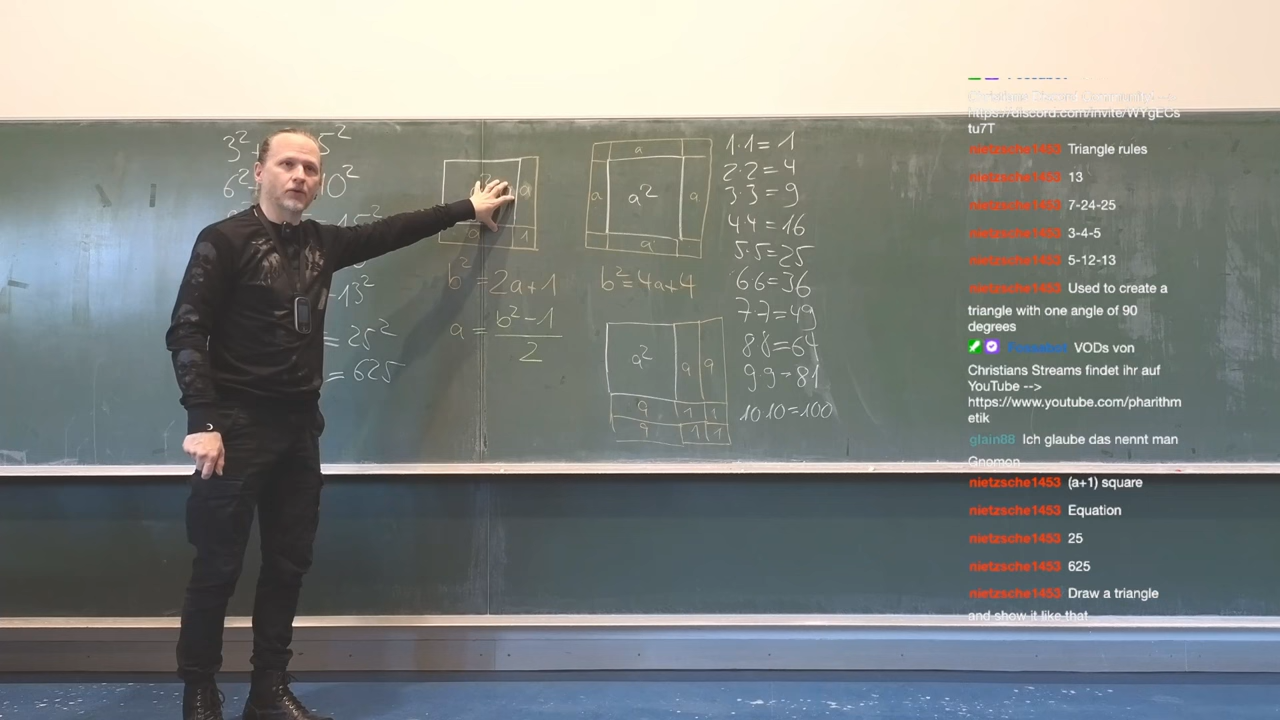 3²
5²
6²
10²
15²
13²
= 25²
= 625
a
1
b² = 2a+1
a = b²-1
2
a
a
a²
a
a
b² = 4a+4
a²
a
a
a
1
1
a
1
1
1·1 = 1
2·2 = 4
3·3 = 9
4·4 = 16
5·5 = 25
6·6 = 36
7·7 = 49
8·8 = 64
9·9 = 81
10·10 = 100
Christians Discord Community -->
https://discord.com/invite/WYgECs
tu7T
nietzsche1453 Triangle rules
nietzsche1453 13
nietzsche1453 7-24-25
nietzsche1453 3-4-5
nietzsche1453 5-12-13
nietzsche1453 Used to create a
triangle with one angle of 90
degrees
VODs von
Christians Streams findet ihr auf
YouTube -->
https://www.youtube.com/pharithm
etik
glain88 Ich glaube das nennt man
Gnomon
nietzsche1453 (a+1) square
nietzsche1453 Equation
nietzsche1453 25
nietzsche1453 625
nietzsche1453 Draw a triangle
and show it like that